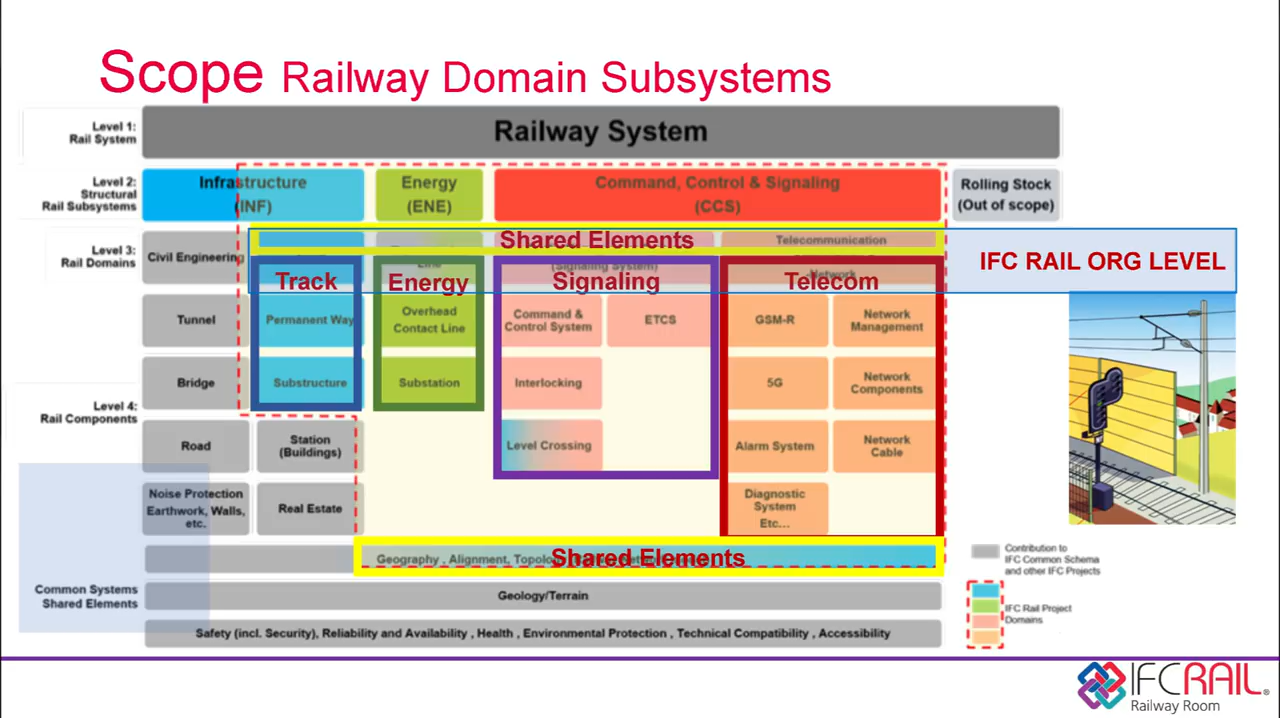 Scope Railway Domain Subsystems
Level 1:
Rail System
Railway System
Level 2:
Structural
Rail Subsystems
Infrastructure
(INF)
Energy
(ENE)
Command, Control & Signaling
(CCS)
Rolling Stock
(Out of scope)
Level 3:
Rail Domains
Civil Engineering
Shared Elements
Telecommunication
Line
(Signaling System)
Network
IFC RAIL ORG LEVEL
Track
Energy
Signaling
Telecom
Tunnel
Permanent Way
Overhead
Contact Line
Command &
Control System
ETCS
GSM-R
Network
Management
Bridge
Substructure
Substation
Interlocking
5G
Network
Components
Level 4:
Rail Components
Road
Station
(Buildings)
Level Crossing
Alarm System
Network
Cable
Noise Protection
Earthwork, Walls,
etc.
Real Estate
Diagnostic
System
Etc...
Geography , Alignment, Topolo
Shared Elements
Contribution to
IFC Common Schema
and other IFC Projects
Common Systems
Shared Elements
Geology/Terrain
IFC Rail Project
Domains
Safety (incl. Security), Reliability and Availability , Health , Environmental Protection , Technical Compatibility , Accessibility
IFCRAIL®
Railway Room